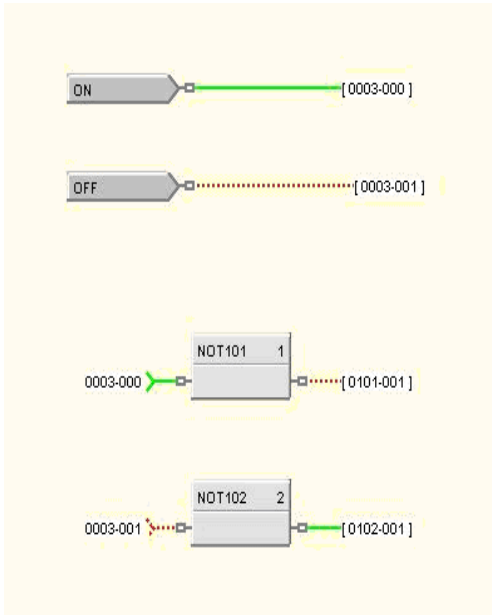 ON [ 0003-000 ]
OFF [ 0003-001 ]
NOT101 1
0003-000 [ 0101-001 ]
NOT102 2
0003-001 [ 0102-001 ]